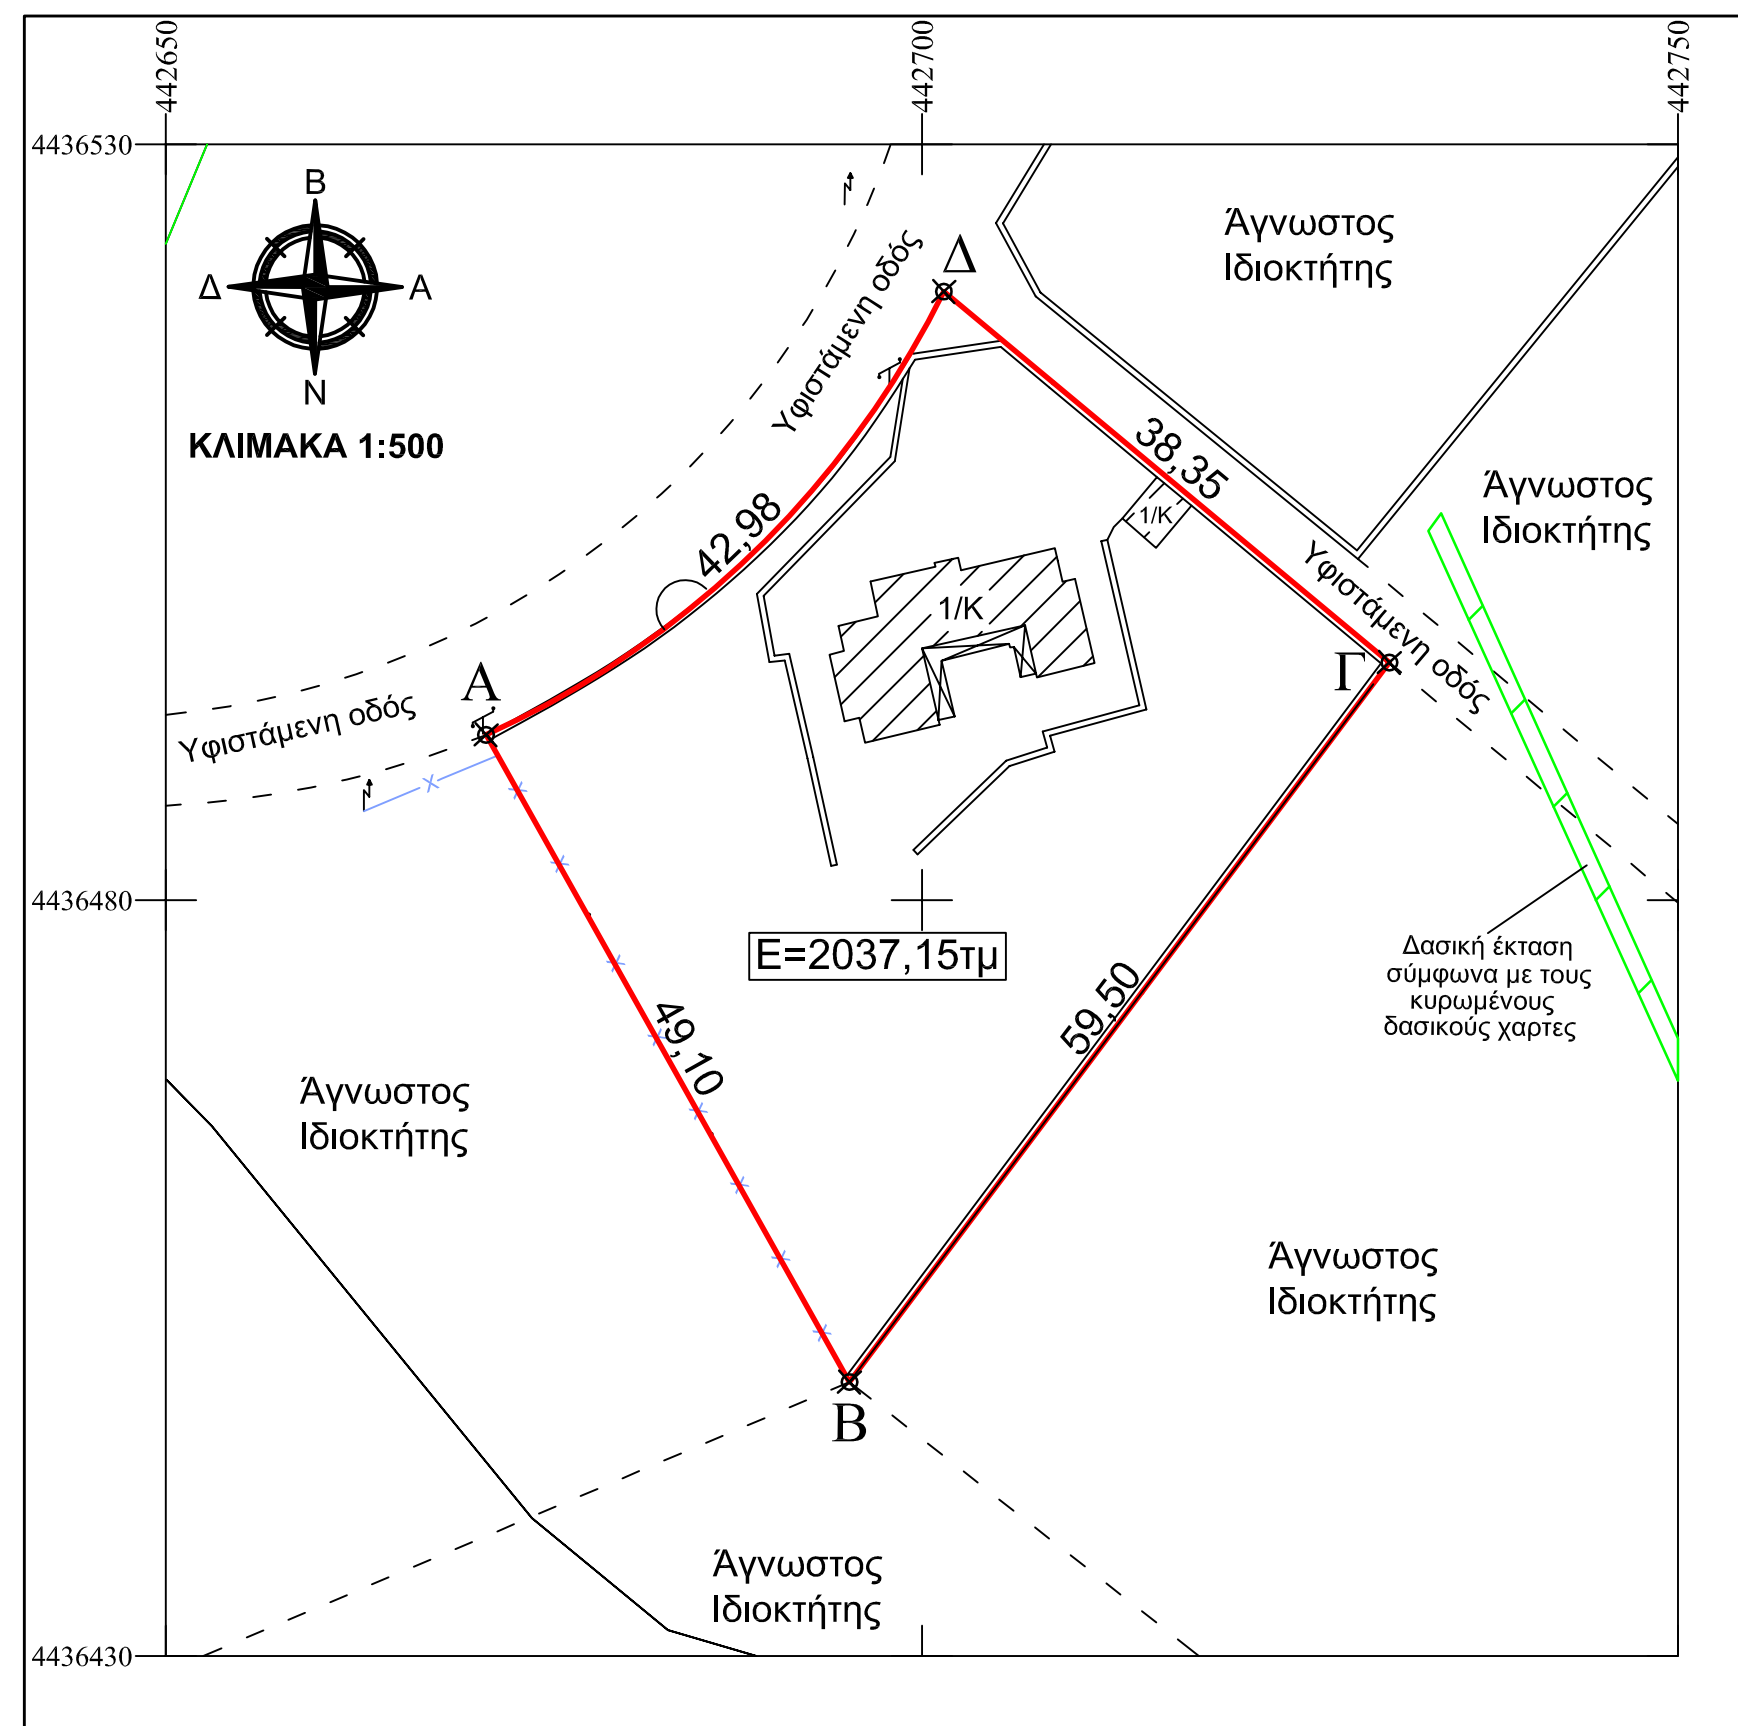 442650
442700
442750
4436530
Β
Δ
Α
Ν
ΚΛΙΜΑΚΑ 1:500
Άγνωστος
Ιδιοκτήτης
Υφιστάμενη οδός
Δ
38,35
42,98
1/Κ
1/Κ
Άγνωστος
Ιδιοκτήτης
Υφιστάμενη οδός
Α
Γ
Υφιστάμενη οδός
x
4436480
Ε=2037,15τμ
Δασική έκταση
σύμφωνα με τους
κυρωμένους
δασικούς χαρτες
49,10
59,50
Άγνωστος
Ιδιοκτήτης
Άγνωστος
Ιδιοκτήτης
Β
Άγνωστος
Ιδιοκτήτης
4436430